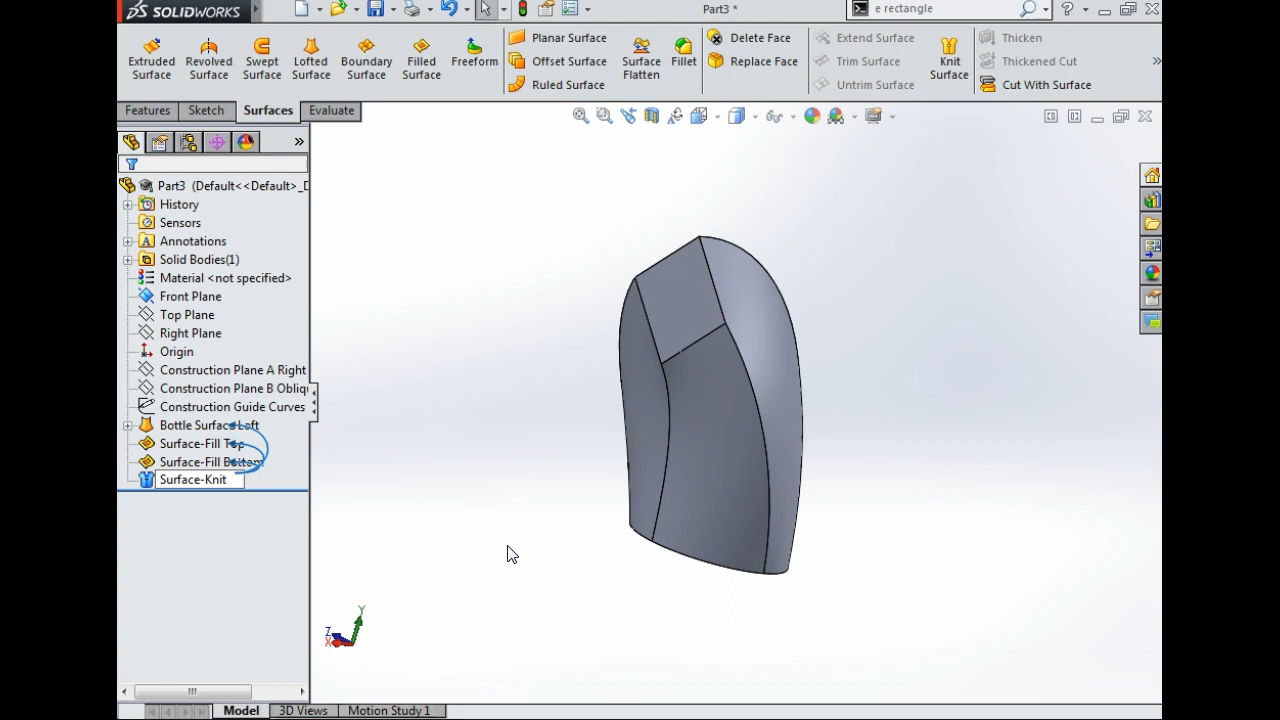 SOLIDWORKS
Part3 *
e rectangle
Extruded Surface
Revolved Surface
Swept Surface
Lofted Surface
Boundary Surface
Filled Surface
Freeform
Planar Surface
Offset Surface
Ruled Surface
Surface Flatten
Fillet
Delete Face
Replace Face
Extend Surface
Trim Surface
Untrim Surface
Knit Surface
Thicken
Thickened Cut
Cut With Surface
Features
Sketch
Surfaces
Evaluate
Part3 (Default<<Default>_D
History
Sensors
Annotations
Solid Bodies(1)
Material <not specified>
Front Plane
Top Plane
Right Plane
Origin
Construction Plane A Right
Construction Plane B Obliq
Construction Guide Curves
Bottle Surface Loft
Surface-Fill Top
Surface-Fill Bottom
Surface-Knit
Y
Z
X
Model
3D Views
Motion Study 1